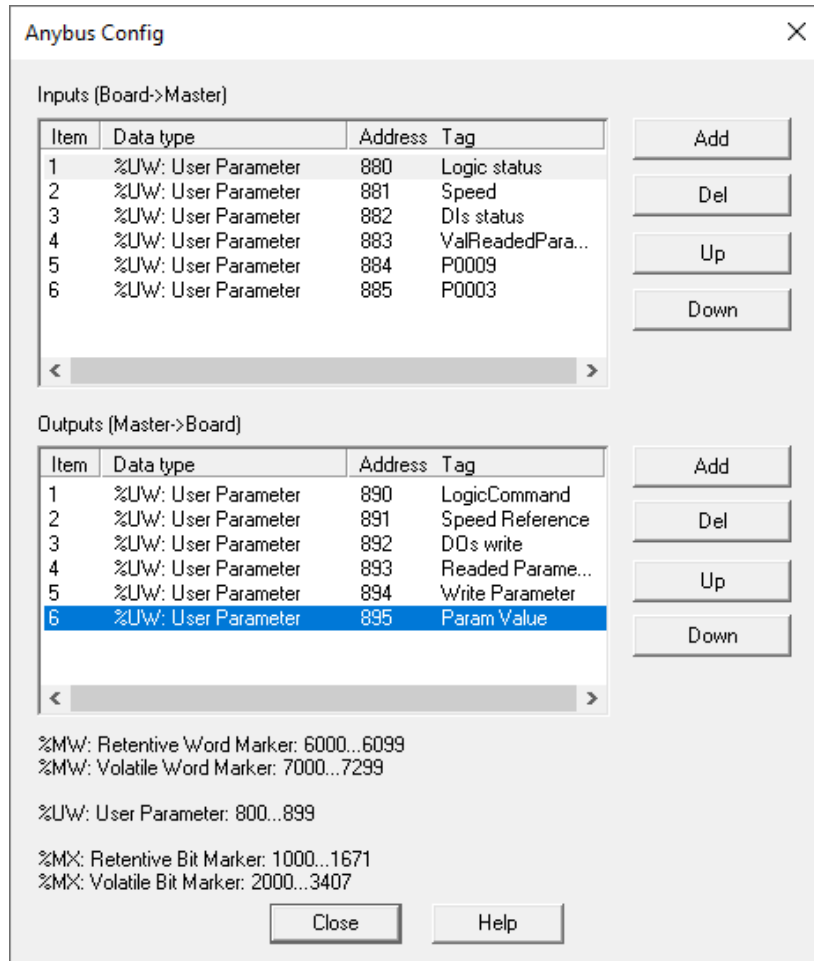 Anybus Config
Inputs (Board->Master)
Item Data type Address Tag
1 %UW: User Parameter 880 Logic status
2 %UW: User Parameter 881 Speed
3 %UW: User Parameter 882 DIs status
4 %UW: User Parameter 883 ValReadedPara...
5 %UW: User Parameter 884 P0009
6 %UW: User Parameter 885 P0003
Add
Del
Up
Down
Outputs (Master->Board)
Item Data type Address Tag
1 %UW: User Parameter 890 LogicCommand
2 %UW: User Parameter 891 Speed Reference
3 %UW: User Parameter 892 DOs write
4 %UW: User Parameter 893 Readed Parame...
5 %UW: User Parameter 894 Write Parameter
6 %UW: User Parameter 895 Param Value
Add
Del
Up
Down
%MW: Retentive Word Marker: 6000...6099
%MW: Volatile Word Marker: 7000...7299
%UW: User Parameter: 800...899
%MX: Retentive Bit Marker: 1000...1671
%MX: Volatile Bit Marker: 2000...3407
Close Help